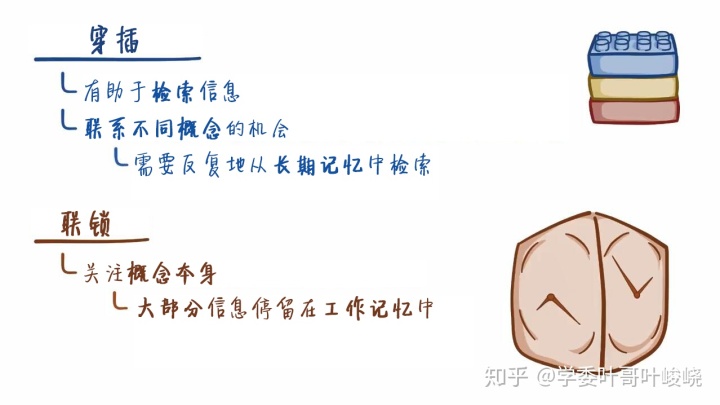 穿插
有助于检索信息
联系不同概念的机会
需要反复地从长期记忆中检索
联锁
关注概念本身
大部分信息停留在工作记忆中
知乎 @学委叶哥叶峻峣